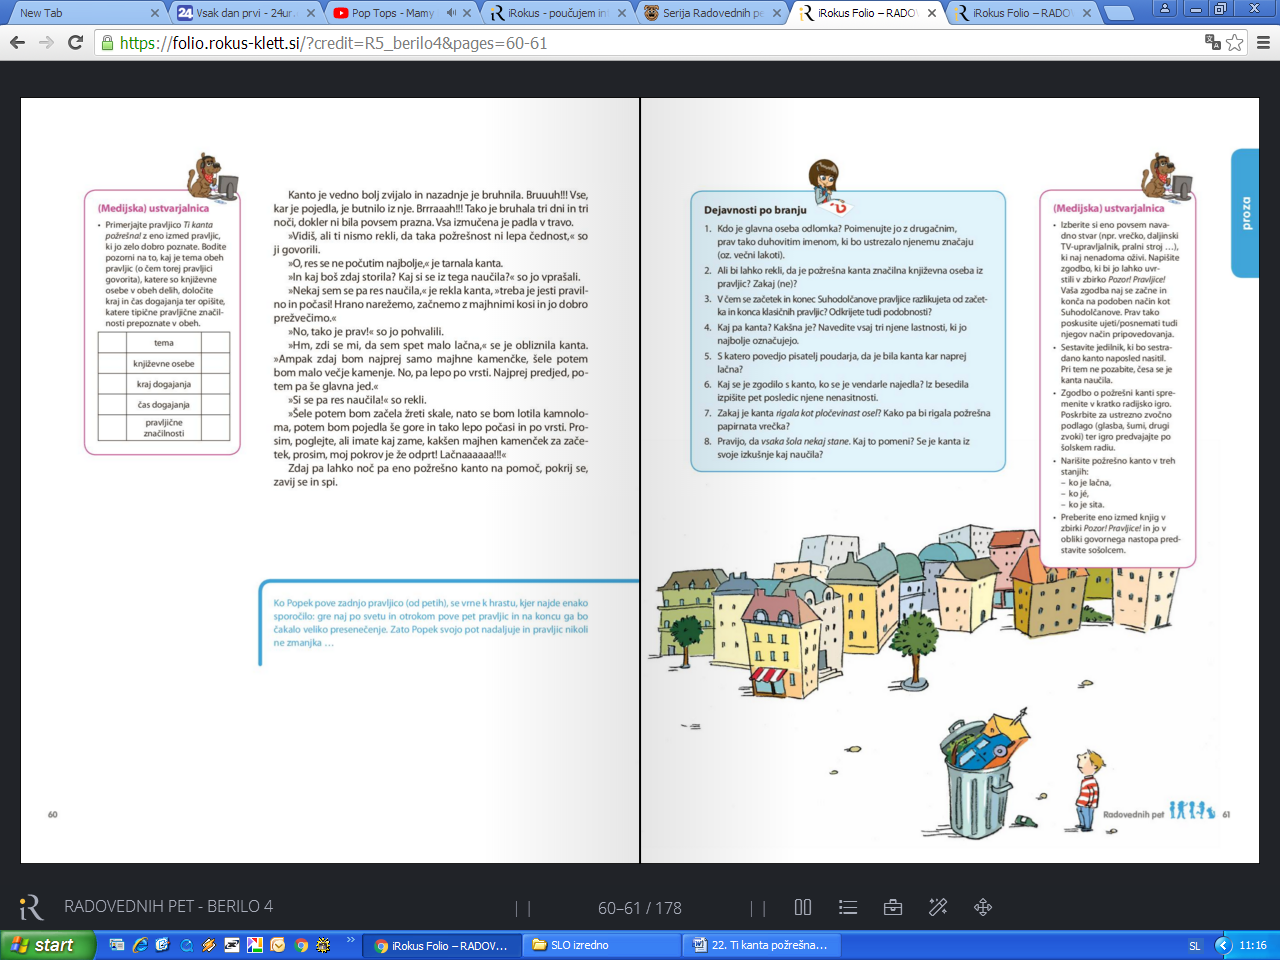 New Tab
Vsak dan prvi - 24ur
Pop Tops - Mamy
iRokus - poučujem in
Serija Radovednih pe
iRokus Folio – RADOV
iRokus Folio – RADOV
https://folio.rokus-klett.si/?credit=R5_berilo4&pages=60-61
(Medijska) ustvarjalnica
• Primerjajte pravljico Ti kanta
požrešna! z eno izmed pravljic,
ki jo zelo dobro poznate. Bodite
pozorni na to, kaj je tema obeh
pravljic (o čem torej pravljici
govorita), katere so književne
osebe v obeh delih, določite
kraj in čas dogajanja ter opišite,
katere tipične pravljične značil-
nosti prepoznate v obeh.
tema
književne osebe
kraj dogajanja
čas dogajanja
pravljične
značilnosti
Kanto je vedno bolj zvijalo in nazadnje je bruhnila. Bruuuh!!! Vse,
kar je pojedla, je butnilo iz nje. Brrraaah!!! Tako je bruhala tri dni in tri
noči, dokler ni bila povsem prazna. Vsa izmučena je padla v travo.
»Vidiš, ali ti nismo rekli, da taka požrešnost ni lepa čednost,« so
ji govorili.
»O, res se ne počutim najbolje,« je tarnala kanta.
»In kaj boš zdaj storila? Kaj si se iz tega naučila?« so jo vprašali.
»Nekaj sem se pa res naučila,« je rekla kanta, »treba je jesti pravil-
no in počasi! Hrano narežemo, začnemo z majhnimi kosi in jo dobro
prežvečimo.«
»No, tako je prav!« so jo pohvalili.
»Hm, zdi se mi, da sem spet malo lačna,« se je obliznila kanta.
»Ampak zdaj bom najprej samo majhne kamenčke, šele potem
bom malo večje kamenje. No, pa lepo po vrsti. Najprej predjed, po-
tem pa še glavna jed.«
»Si se pa res naučila!« so rekli.
»Šele potem bom začela žreti skale, nato se bom lotila kamnolo-
ma, potem bom pojedla še gore in tako lepo počasi in po vrsti. Pro-
sim, poglejte, ali imate kaj zame, kakšen majhen kamenček za zače-
tek, prosim, moj pokrov je že odprt! Lačnaaaaaa!!!«
Zdaj pa lahko noč pa eno požrešno kanto na pomoč, pokrij se,
zavij se in spi.
Ko Popek pove zadnjo pravljico (od petih), se vrne k hrastu, kjer najde enako
sporočilo: gre naj po svetu in otrokom pove pet pravljic in na koncu ga bo
čakalo veliko presenečenje. Zato Popek svojo pot nadaljuje in pravljic nikoli
ne zmanjka …
60
Dejavnosti po branju
1. Kdo je glavna oseba odlomka? Poimenujte jo z drugačnim,
prav tako duhovitim imenom, ki bo ustrezalo njenemu značaju
(oz. večni lakoti).
2. Ali bi lahko rekli, da je požrešna kanta značilna književna oseba iz
pravljic? Zakaj (ne)?
3. V čem se začetek in konec Suhodolčanove pravljice razlikujeta od začet-
ka in konca klasičnih pravljic? Odkrijete tudi podobnosti?
4. Kaj pa kanta? Kakšna je? Navedite vsaj tri njene lastnosti, ki jo
najbolje označujejo.
5. S katero povedjo pisatelj poudarja, da je bila kanta kar naprej
lačna?
6. Kaj se je zgodilo s kanto, ko se je vendarle najedla? Iz besedila
izpišite pet posledic njene nenasitnosti.
7. Zakaj je kanta rigala kot pločevinast osel? Kako pa bi rigala požrešna
papirnata vrečka?
8. Pravijo, da vsaka šola nekaj stane. Kaj to pomeni? Se je kanta iz
svoje izkušnje kaj naučila?
(Medijska) ustvarjalnica
• Izberite si eno povsem nava-
dno stvar (npr. vrečko, daljinski
TV-upravljalnik, pralni stroj …),
ki naj nenadoma oživi. Napišite
zgodbo, ki bi jo lahko uvr-
stili v zbirko Pozor! Pravljice!
Vaša zgodba naj se začne in
konča na podoben način kot
Suhodolčanove. Prav tako
poskusite ujeti/posnemati tudi
njegov način pripovedovanja.
• Sestavite jedilnik, ki bo sestra-
dano kanto naposled nasitil.
Pri tem ne pozabite, česa se je
kanta naučila.
• Zgodbo o požrešni kanti spre-
menite v kratko radijsko igro.
Poskrbite za ustrezno zvočno
podlago (glasba, šumi, drugi
zvoki) ter igro predvajajte po
šolskem radiu.
• Narišite požrešno kanto v treh
stanjih:
– ko je lačna,
– ko jé,
– ko je sita.
• Preberite eno izmed knjig v
zbirki Pozor! Pravljice! in jo v
obliki govornega nastopa pred-
stavite sošolcem.
proza
Radovednih pet
61
iR
RADOVEDNIH PET - BERILO 4
60–61 / 178
start
iRokus Folio – RADOV...
SLO izredno
22. Ti kanta požrešna...
SL
11:16